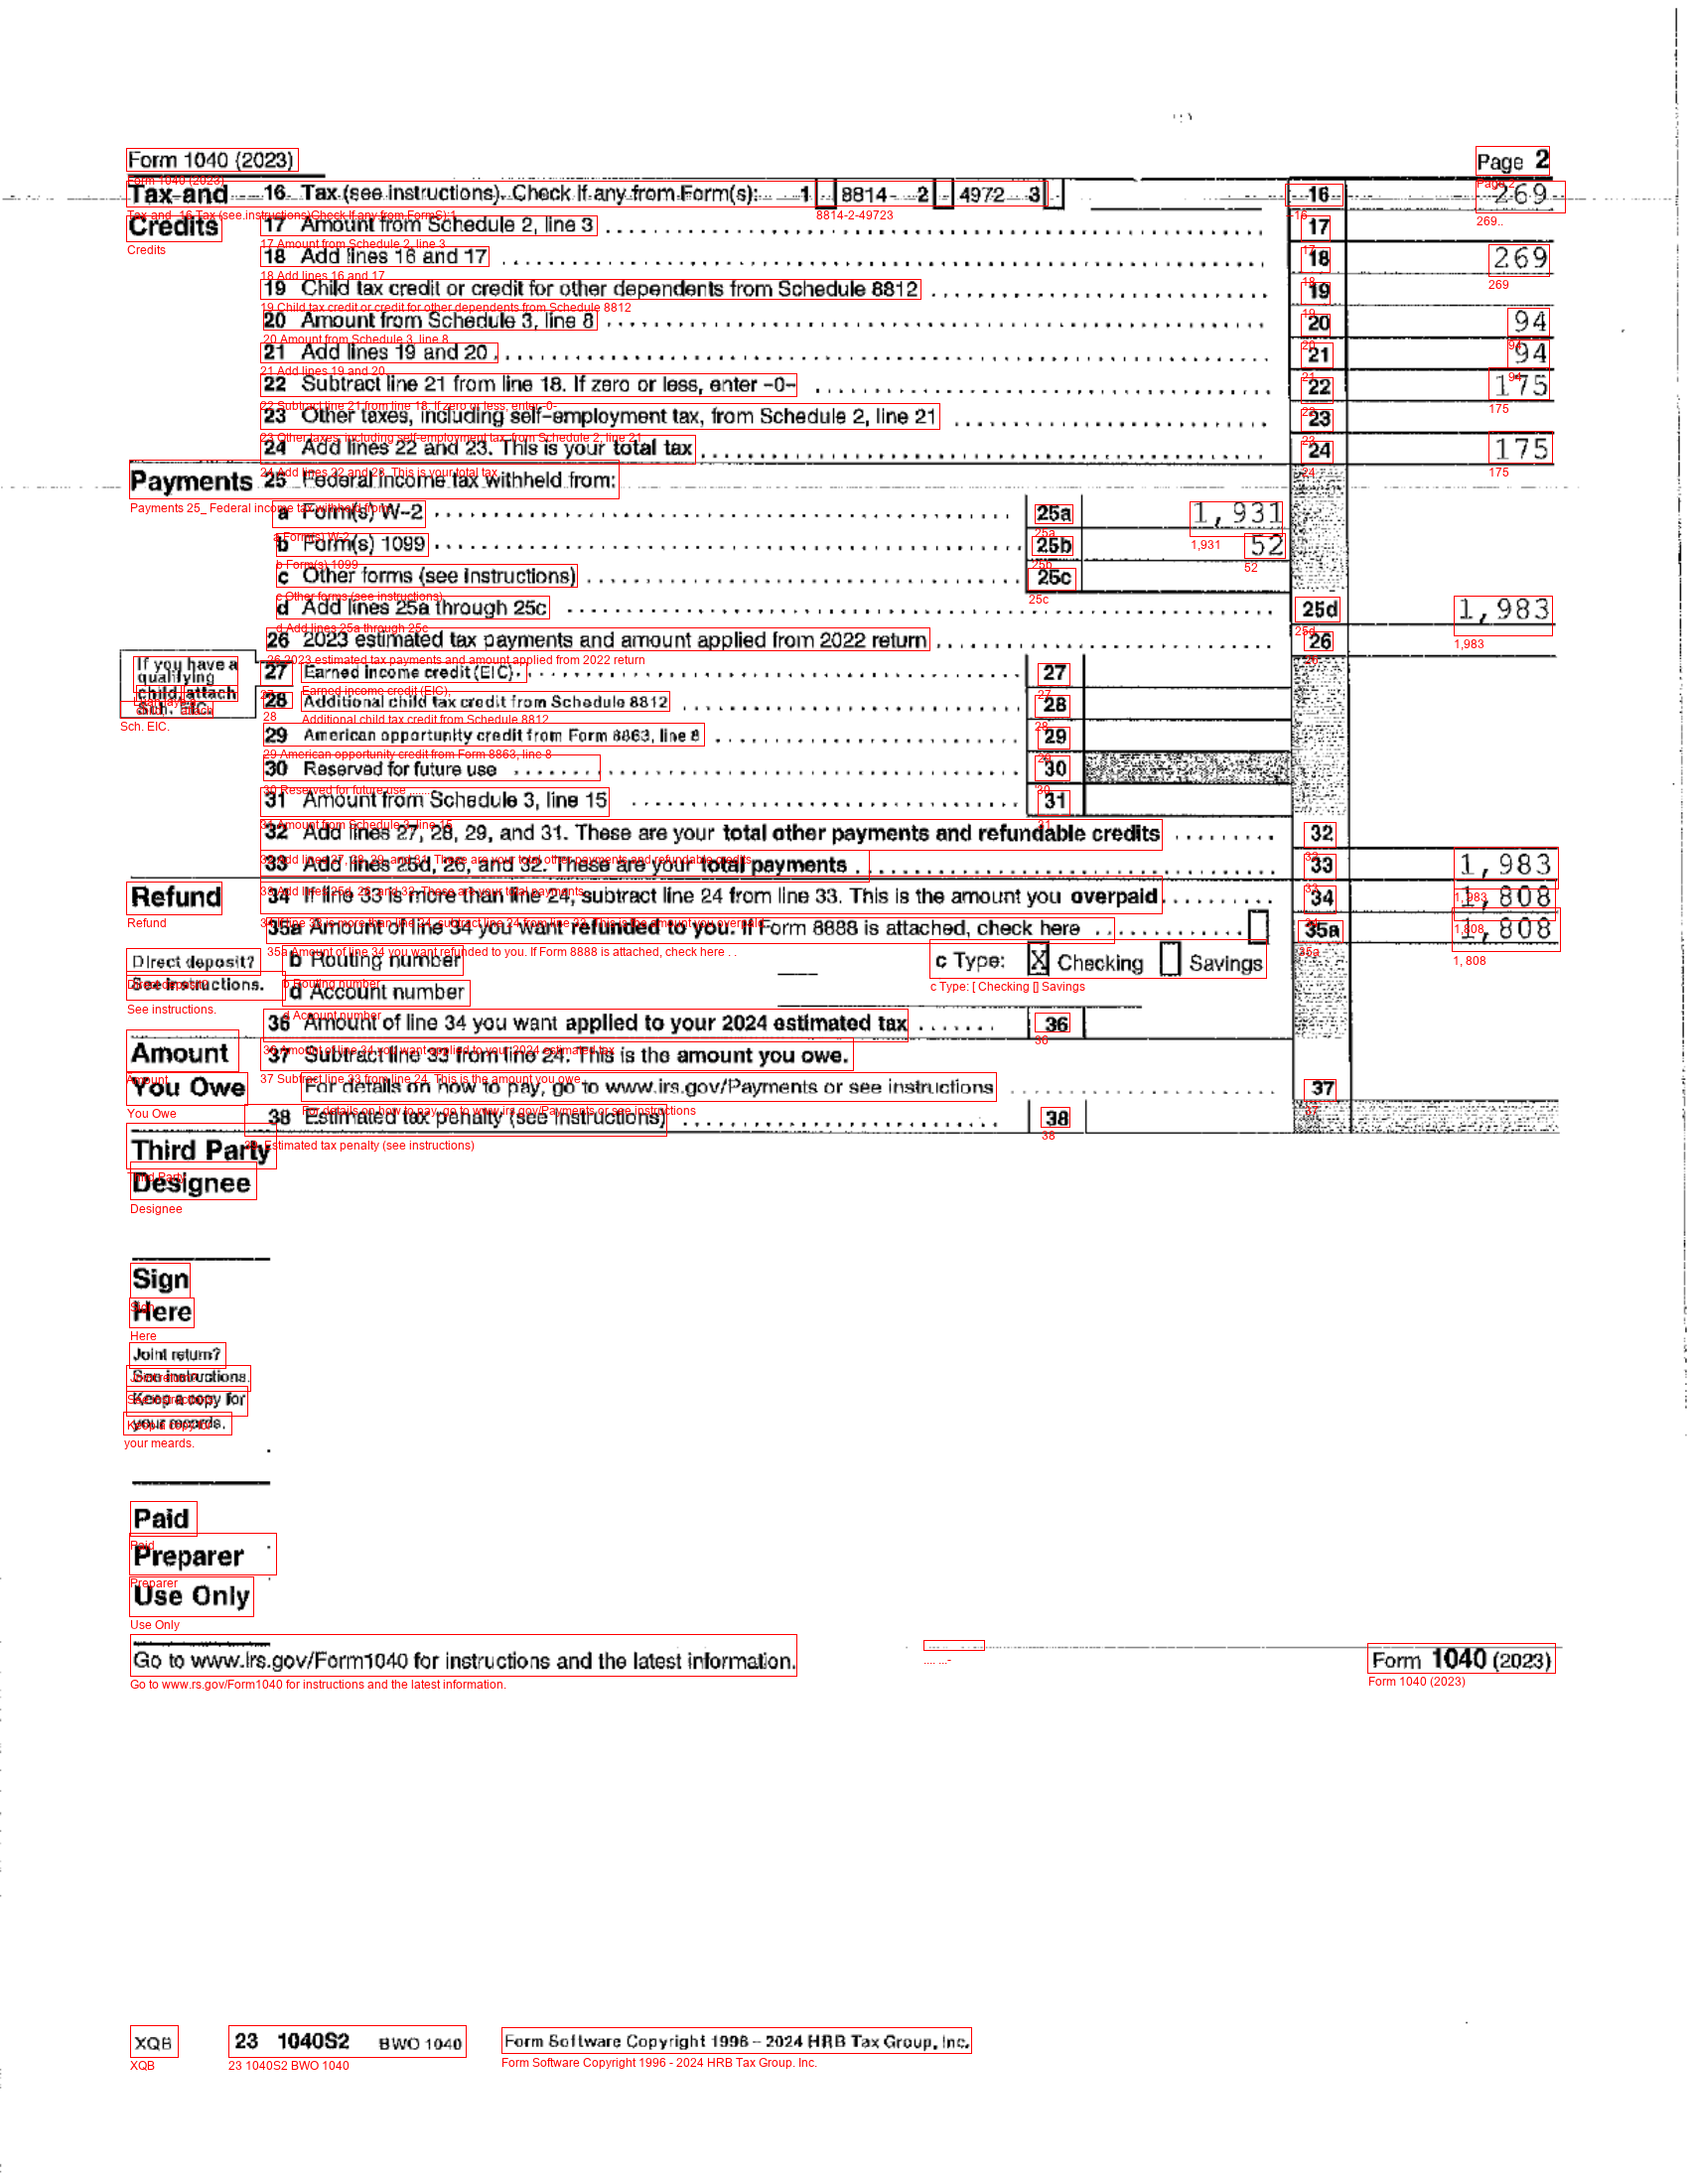 Form 1040 (2023) Page 2
Tax and 16 Tax (see instructions). Check if any from Form(s): 1 8814 2 4972 3 16 269
Credits 17 Amount from Schedule 2, line 3 17
18 Add lines 16 and 17 18 269
19 Child tax credit or credit for other dependents from Schedule 8812 19
20 Amount from Schedule 3, line 8 20 94
21 Add lines 19 and 20 21 94
22 Subtract line 21 from line 18. If zero or less, enter -0- 22 175
23 Other taxes, including self-employment tax, from Schedule 2, line 21 23
24 Add lines 22 and 23. This is your total tax 24 175
Payments 25 Federal income tax withheld from:
a Form(s) W-2 25a 1,931
b Form(s) 1099 25b 52
c Other forms (see instructions) 25c
d Add lines 25a through 25c 25d 1,983
26 2023 estimated tax payments and amount applied from 2022 return 26
If you have a qualifying child, attach Sch. EIC.
27 Earned income credit (EIC) 27
28 Additional child tax credit from Schedule 8812 28
29 American opportunity credit from Form 8863, line 8 29
30 Reserved for future use 30
31 Amount from Schedule 3, line 15 31
32 Add lines 27, 28, 29, and 31. These are your total other payments and refundable credits 32
33 Add lines 25d, 26, and 32. These are your total payments 33 1,983
Refund 34 If line 33 is more than line 24, subtract line 24 from line 33. This is the amount you overpaid 34 1,808
35a Amount of line 34 you want refunded to you. If Form 8888 is attached, check here 35a 1,808
Direct deposit? b Routing number c Type: X Checking Savings
See instructions. d Account number
36 Amount of line 34 you want applied to your 2024 estimated tax 36
Amount 37 Subtract line 33 from line 24. This is the amount you owe.
You Owe For details on how to pay, go to www.irs.gov/Payments or see instructions 37
38 Estimated tax penalty (see instructions) 38
Third Party
Designee
Sign
Here
Joint return?
See instructions.
Keep a copy for
your records.
Paid
Preparer
Use Only
Go to www.irs.gov/Form1040 for instructions and the latest information. Form 1040 (2023)
XQB 23 1040S2 BWO 1040 Form Software Copyright 1996 - 2024 HRB Tax Group, Inc.